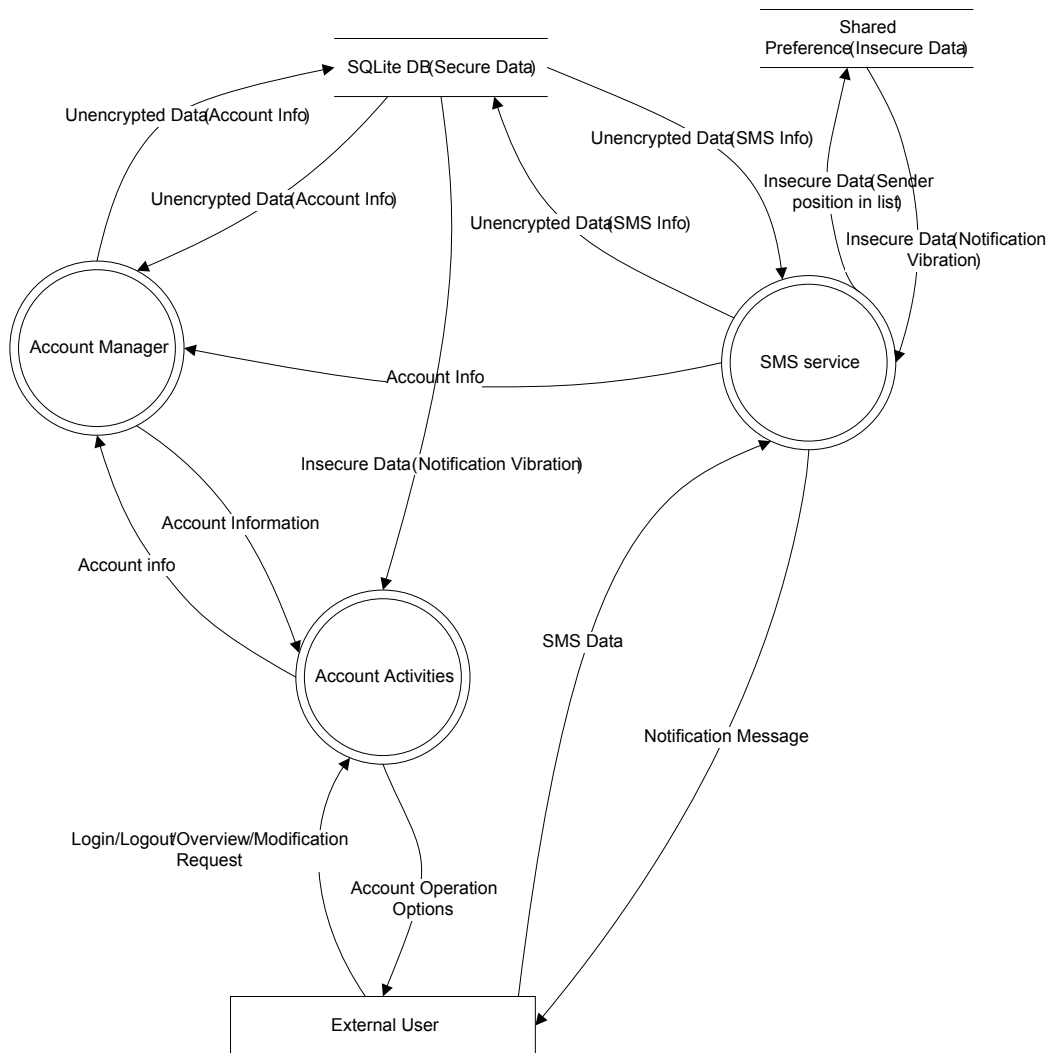 Shared
Preference(Insecure Data)
SQLite DB(Secure Data)
Unencrypted Data(Account Info)
Unencrypted Data(SMS Info)
Insecure Data(Sender
position in list)
Unencrypted Data(Account Info)
Unencrypted Data(SMS Info)
Insecure Data(Notification
Vibration)
Account Manager
SMS service
Account Info
Insecure Data(Notification Vibration)
Account Information
Account info
SMS Data
Account Activities
Notification Message
Login/Logout/Overview/Modification
Request
Account Operation
Options
External User